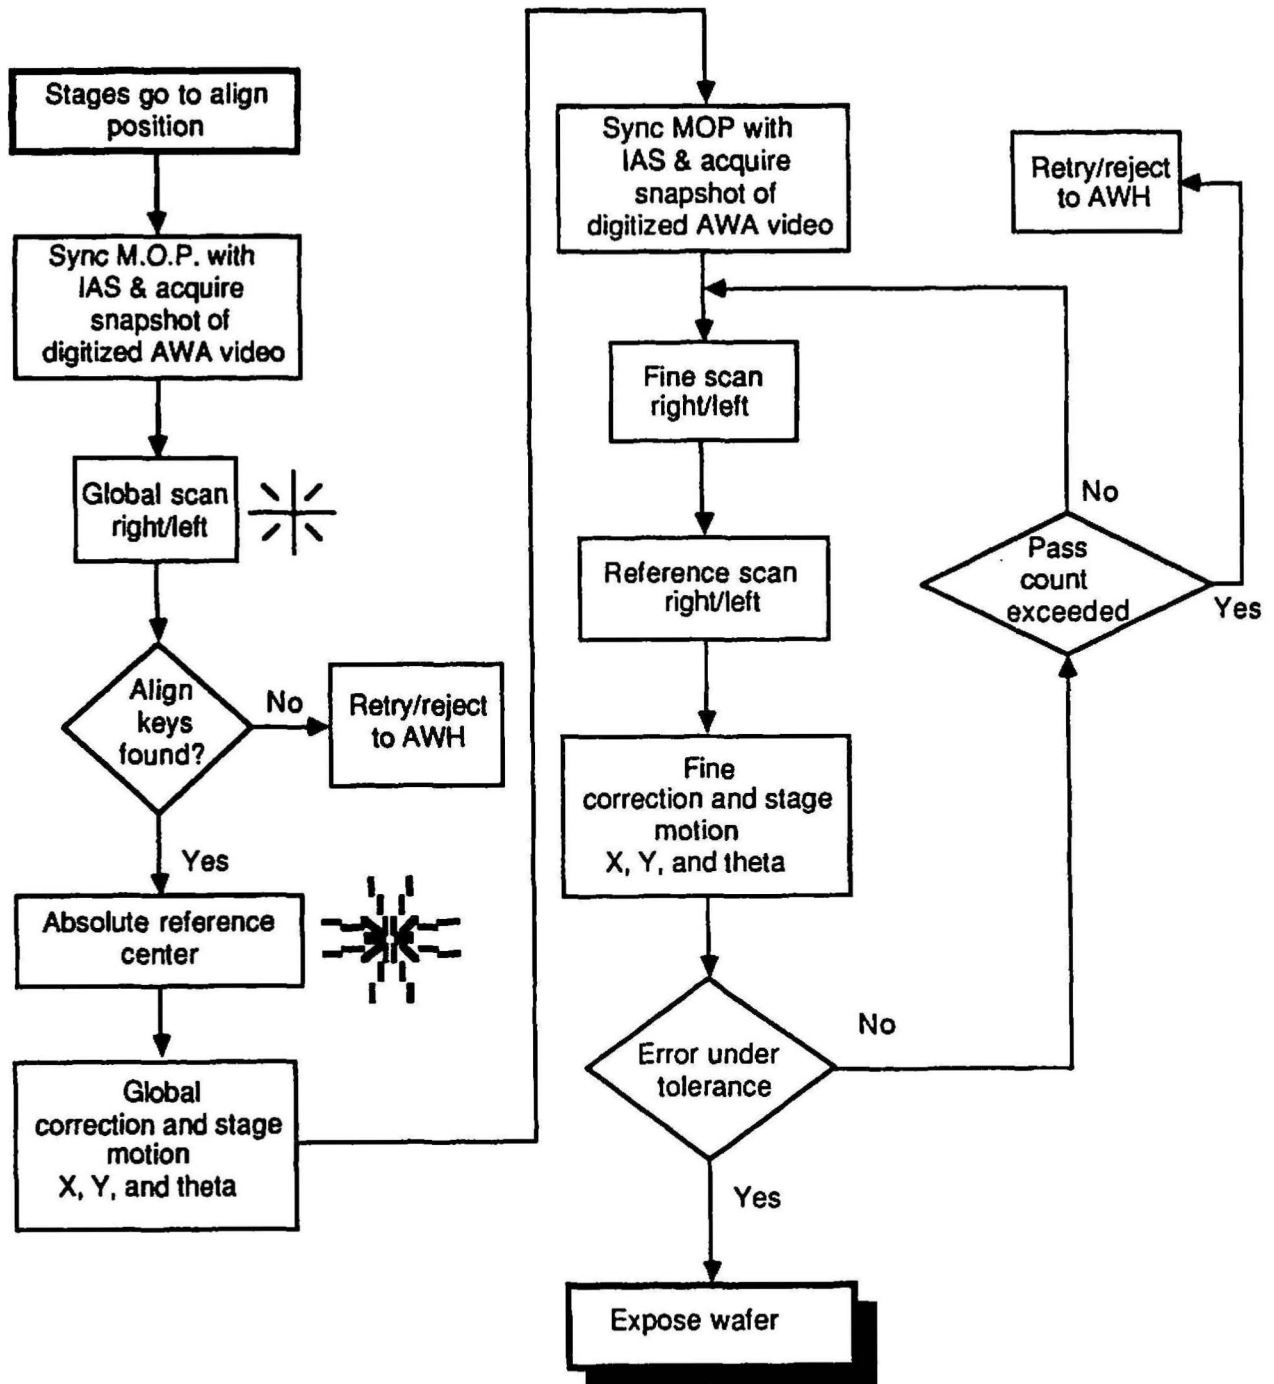 Stages go to align
position
Sync M.O.P. with
IAS & acquire
snapshot of
digitized AWA video
Global scan
right/left
Align
keys
found?
No
Retry/reject
to AWH
Yes
Absolute reference
center
Global
correction and stage
motion
X, Y, and theta
Sync MOP with
IAS & acquire
snapshot of
digitized AWA video
Fine scan
right/left
Reference scan
right/left
Fine
correction and stage
motion
X, Y, and theta
Error under
tolerance
No
Yes
Expose wafer
Pass
count
exceeded
No
Yes
Retry/reject
to AWH